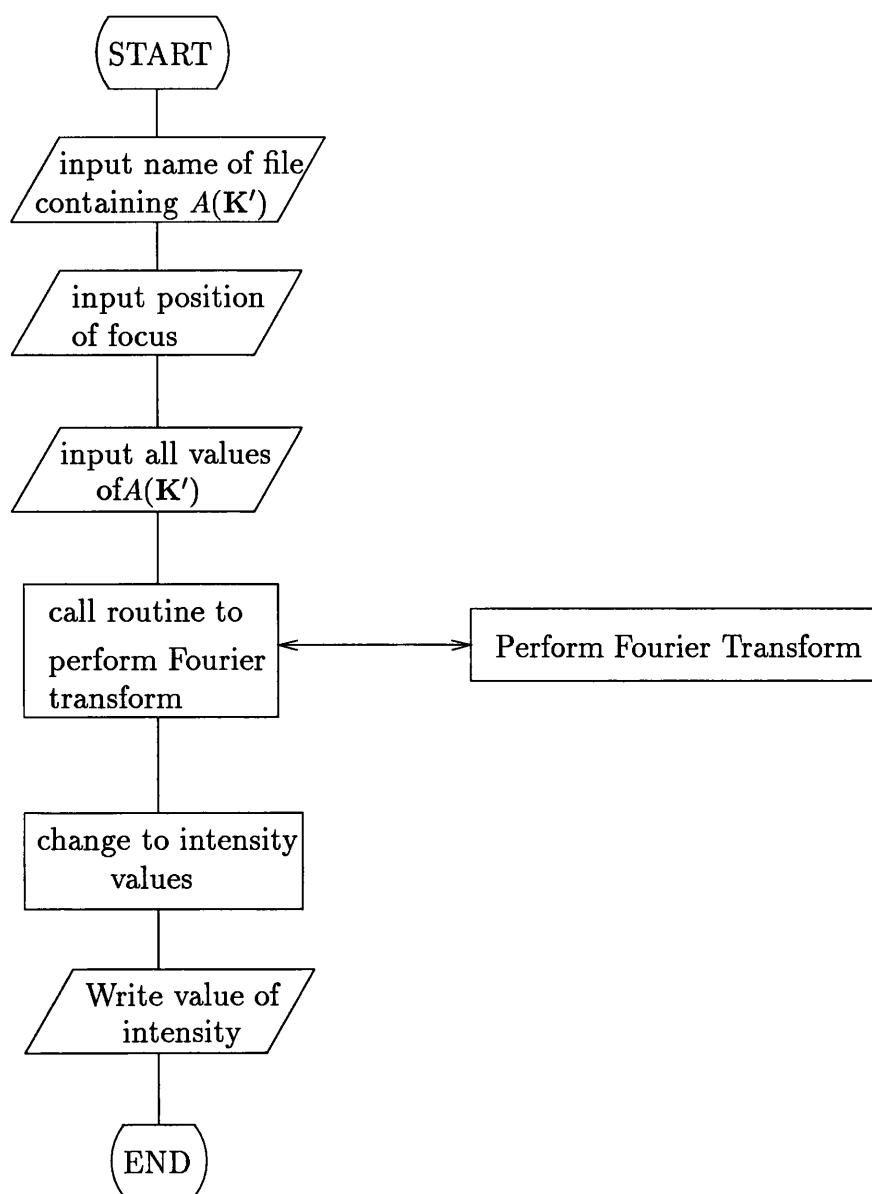 START
input name of file
containing A(K′)
input position
of focus
input all values
ofA(K′)
call routine to
perform Fourier
transform
Perform Fourier Transform
change to intensity
values
Write value of
intensity
END